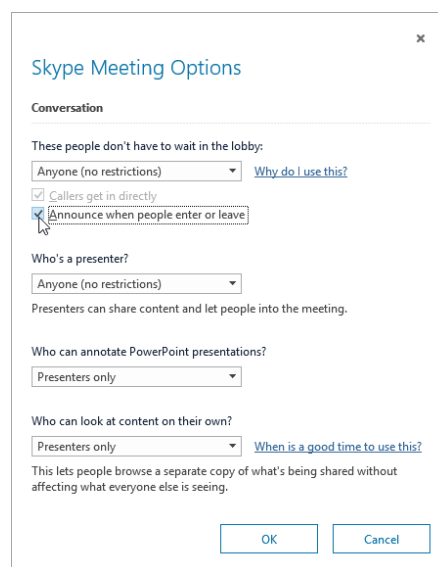 Skype Meeting Options
Conversation
These people don't have to wait in the lobby:
Anyone (no restrictions) Why do I use this?
Callers get in directly
Announce when people enter or leave
Who's a presenter?
Anyone (no restrictions)
Presenters can share content and let people into the meeting.
Who can annotate PowerPoint presentations?
Presenters only
Who can look at content on their own?
Presenters only When is a good time to use this?
This lets people browse a separate copy of what's being shared without
affecting what everyone else is seeing.
OK Cancel